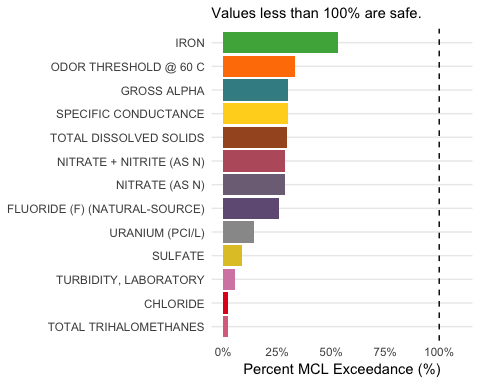 Values less than 100% are safe.
IRON
ODOR THRESHOLD @ 60 C
GROSS ALPHA
SPECIFIC CONDUCTANCE
TOTAL DISSOLVED SOLIDS
NITRATE + NITRITE (AS N)
NITRATE (AS N)
FLUORIDE (F) (NATURAL-SOURCE)
URANIUM (PCI/L)
SULFATE
TURBIDITY, LABORATORY
CHLORIDE
TOTAL TRIHALOMETHANES
0% 25% 50% 75% 100%
Percent MCL Exceedance (%)